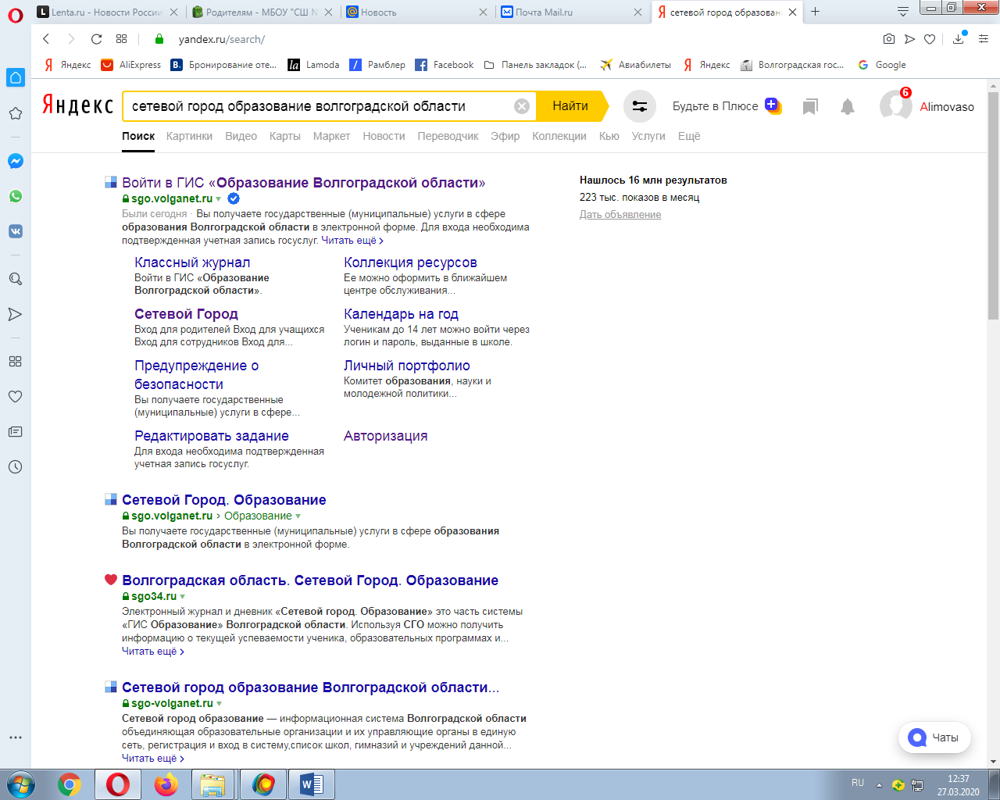 Lenta.ru - Новости России
Родителям - МБОУ "СШ №
Новость
Почта Mail.ru
сетевой город образован
yandex.ru/search/
Яндекс
AliExpress
Бронирование оте...
Lamoda
Рамблер
Facebook
Панель закладок (...
Авиабилеты
Яндекс
Волгоградская гос...
Google
Яндекс
сетевой город образование волгоградской области
Найти
Будьте в Плюсе
6
Alimovaso
Поиск Картинки Видео Карты Маркет Новости Переводчик Эфир Коллекции Кью Услуги Ещё
Войти в ГИС «Образование Волгоградской области»
sgo.volganet.ru
Были сегодня · Вы получаете государственные (муниципальные) услуги в сфере
образования Волгоградской области в электронной форме. Для входа необходима
подтвержденная учетная запись госуслуг. Читать ещё ›
Классный журнал
Войти в ГИС «Образование
Волгоградской области».
Коллекция ресурсов
Ее можно оформить в ближайшем
центре обслуживания...
Сетевой Город
Вход для родителей Вход для учащихся
Вход для сотрудников Вход для...
Календарь на год
Ученикам до 14 лет можно войти через
логин и пароль, выданные в школе.
Предупреждение о
безопасности
Вы получаете государственные
(муниципальные) услуги в сфере...
Личный портфолио
Комитет образования, науки и
молодежной политики...
Редактировать задание
Для входа необходима подтвержденная
учетная запись госуслуг.
Авторизация
Нашлось 16 млн результатов
223 тыс. показов в месяц
Дать объявление
Сетевой Город. Образование
sgo.volganet.ru › Образование
Вы получаете государственные (муниципальные) услуги в сфере образования
Волгоградской области в электронной форме.
Волгоградская область. Сетевой Город. Образование
sgo34.ru
Электронный журнал и дневник «Сетевой город. Образование» это часть системы
«ГИС Образование» Волгоградской области. Используя СГО можно получить
информацию о текущей успеваемости ученика, образовательных программах и...
Читать ещё ›
Сетевой город образование Волгоградской области...
sgo-volganet.ru
Сетевой город образование — информационная система Волгоградской области
объединяющая образовательные организации и их управляющие органы в единую
сеть, регистрация и вход в систему,список школ, гимназий и учреждений данной...
Читать ещё ›
Чаты
RU
12:37
27.03.2020